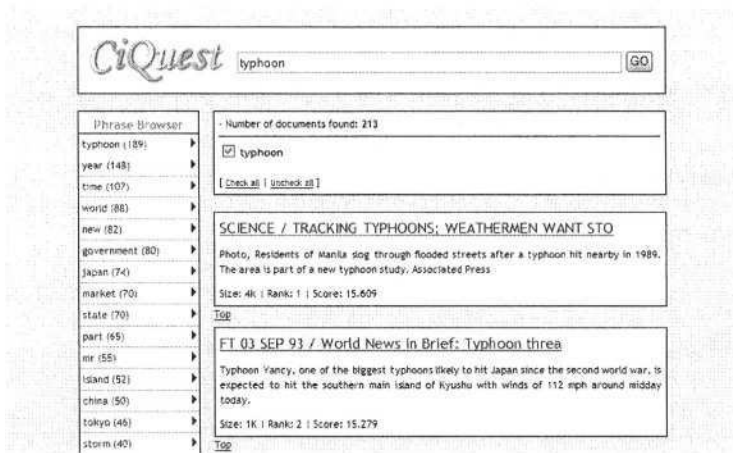 CiQuest
typhoon
GO
Phrase Browser
typhoon (189)
year (148)
time (107)
world (88)
new (82)
government (80)
japan (74)
market (70)
state (70)
part (65)
mr (55)
island (52)
china (50)
tokyo (46)
storm (40)
- Number of documents found: 213
typhoon
[ Check all | Uncheck all ]
SCIENCE / TRACKING TYPHOONS; WEATHERMEN WANT STO
Photo, Residents of Manila slog through flooded streets after a typhoon hit nearby in 1989.
The area is part of a new typhoon study. Associated Press
Size: 4k | Rank: 1 | Score: 15.609
Top
FT 03 SEP 93 / World News in Brief: Typhoon threa
Typhoon Yancy, one of the biggest typhoons likely to hit Japan since the second world war, is
expected to hit the southern main island of Kyushu with winds of 112 mph around midday
today.
Size: 1K | Rank: 2 | Score: 15.279
Top